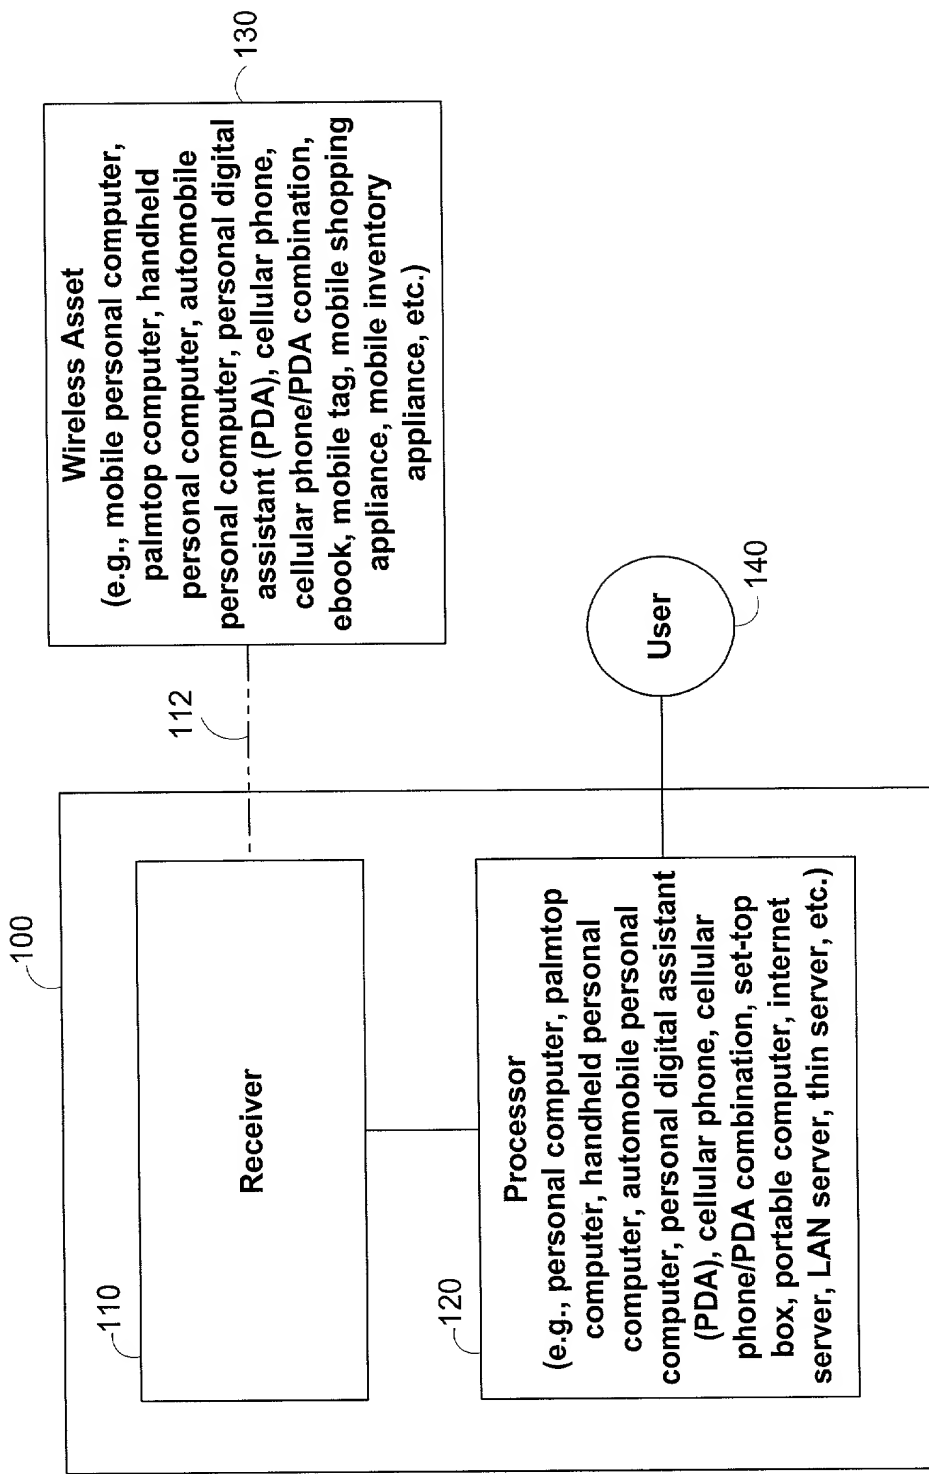 100
110
Receiver
112
Wireless Asset
(e.g., mobile personal computer,
palmtop computer, handheld
personal computer, automobile
personal computer, personal digital
assistant (PDA), cellular phone,
cellular phone/PDA combination,
ebook, mobile tag, mobile shopping
appliance, mobile inventory
appliance, etc.)
130
120
Processor
(e.g., personal computer, palmtop
computer, handheld personal
computer, automobile personal
computer, personal digital assistant
(PDA), cellular phone, cellular
phone/PDA combination, set-top
box, portable computer, internet
server, LAN server, thin server, etc.)
User
140